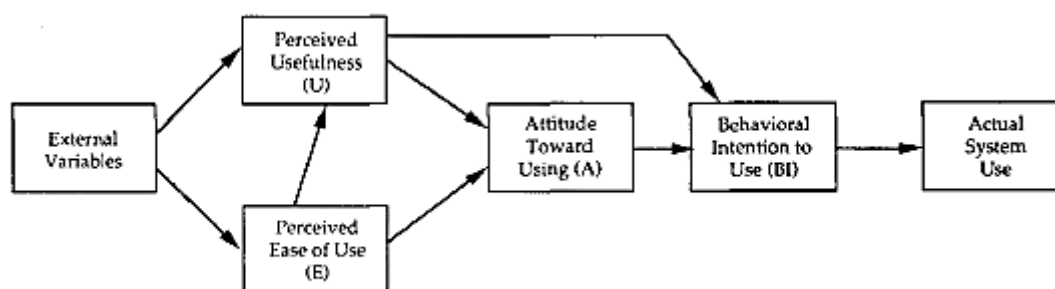 External
Variables
Perceived
Usefulness
(U)
Perceived
Ease of Use
(E)
Attitude
Toward
Using (A)
Behavioral
Intention to
Use (BI)
Actual
System
Use